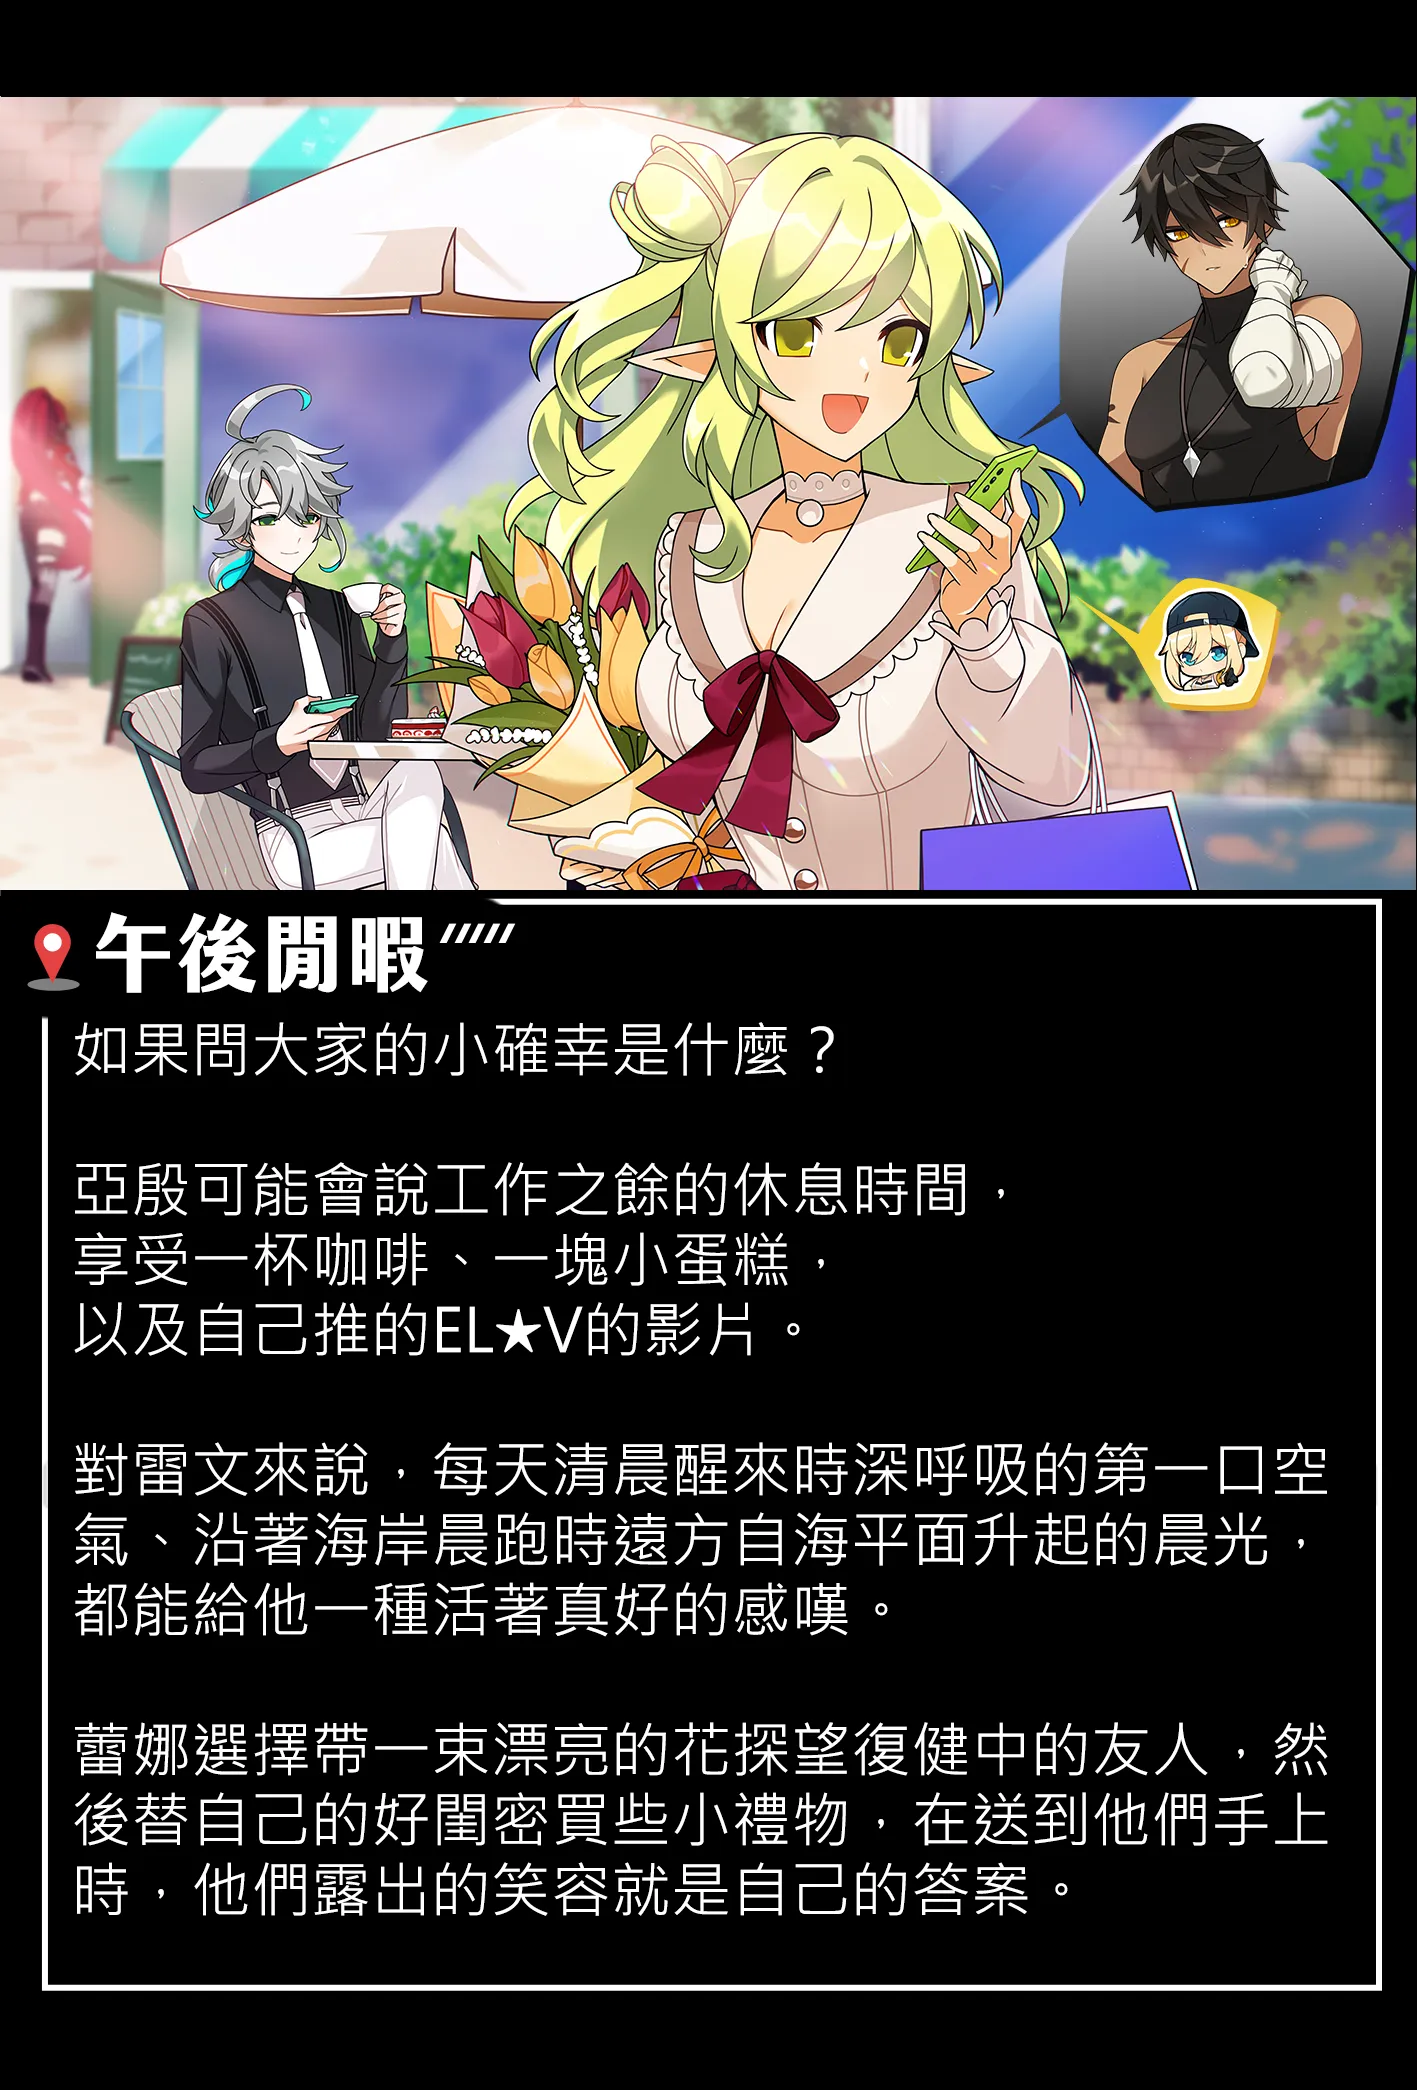 午後閒暇
如果問大家的小確幸是什麼？
亞殷可能會說工作之餘的休息時間，
享受一杯咖啡、一塊小蛋糕，
以及自己推的EL★V的影片。
對雷文來說，每天清晨醒來時深呼吸的第一口空
氣、沿著海岸晨跑時遠方自海平面升起的晨光，
都能給他一種活著真好的感嘆。
蕾娜選擇帶一束漂亮的花探望復健中的友人，然
後替自己的好閨密買些小禮物，在送到他們手上
時，他們露出的笑容就是自己的答案。